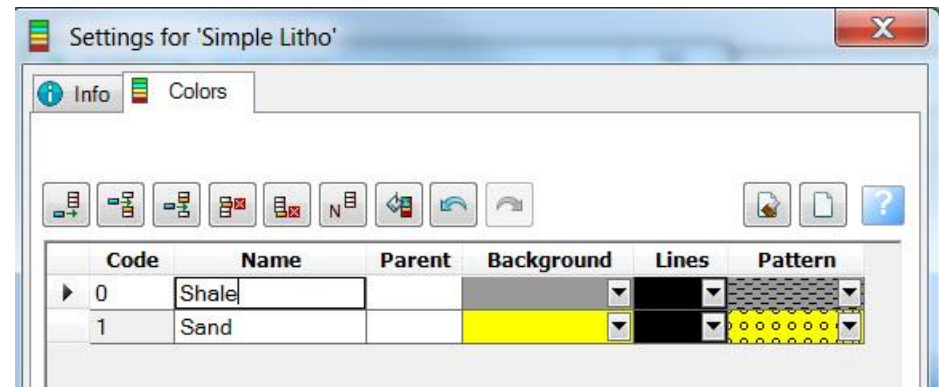 Settings for 'Simple Litho'
Info Colors
N ?
Code Name Parent Background Lines Pattern
0 Shale
1 Sand